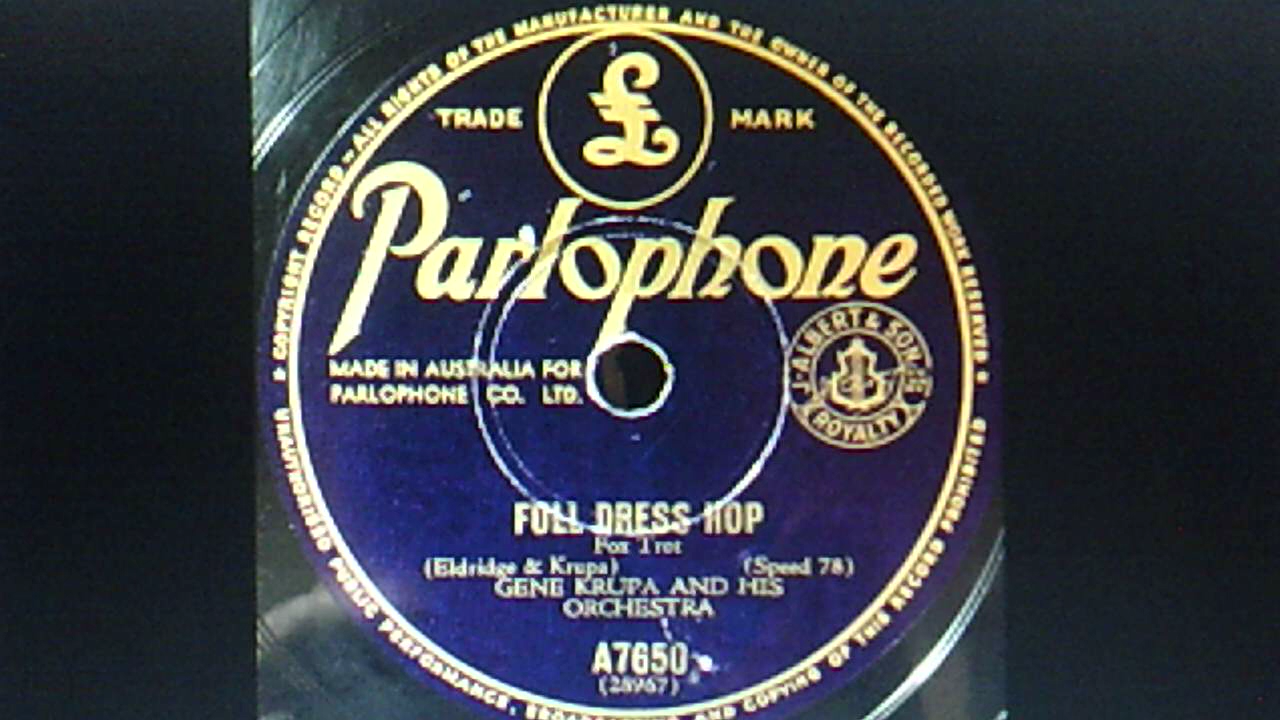 COPYRIGHT RECORD – ALL RIGHTS OF THE MANUFACTURER AND THE OWNER OF THE RECORDED WORK RESERVED
TRADE MARK
£
Parlophone
J. ALBERT & SON
ROYALTY
MADE IN AUSTRALIA FOR
PARLOPHONE CO. LTD.
FULL DRESS HOP
Fox Trot
(Eldridge & Krupa) (Speed 78)
GENE KRUPA AND HIS
ORCHESTRA
A7650
(28967)
UNAUTHORISED PUBLIC PERFORMANCE, BROADCASTING AND COPYING OF THIS RECORD PROHIBITED